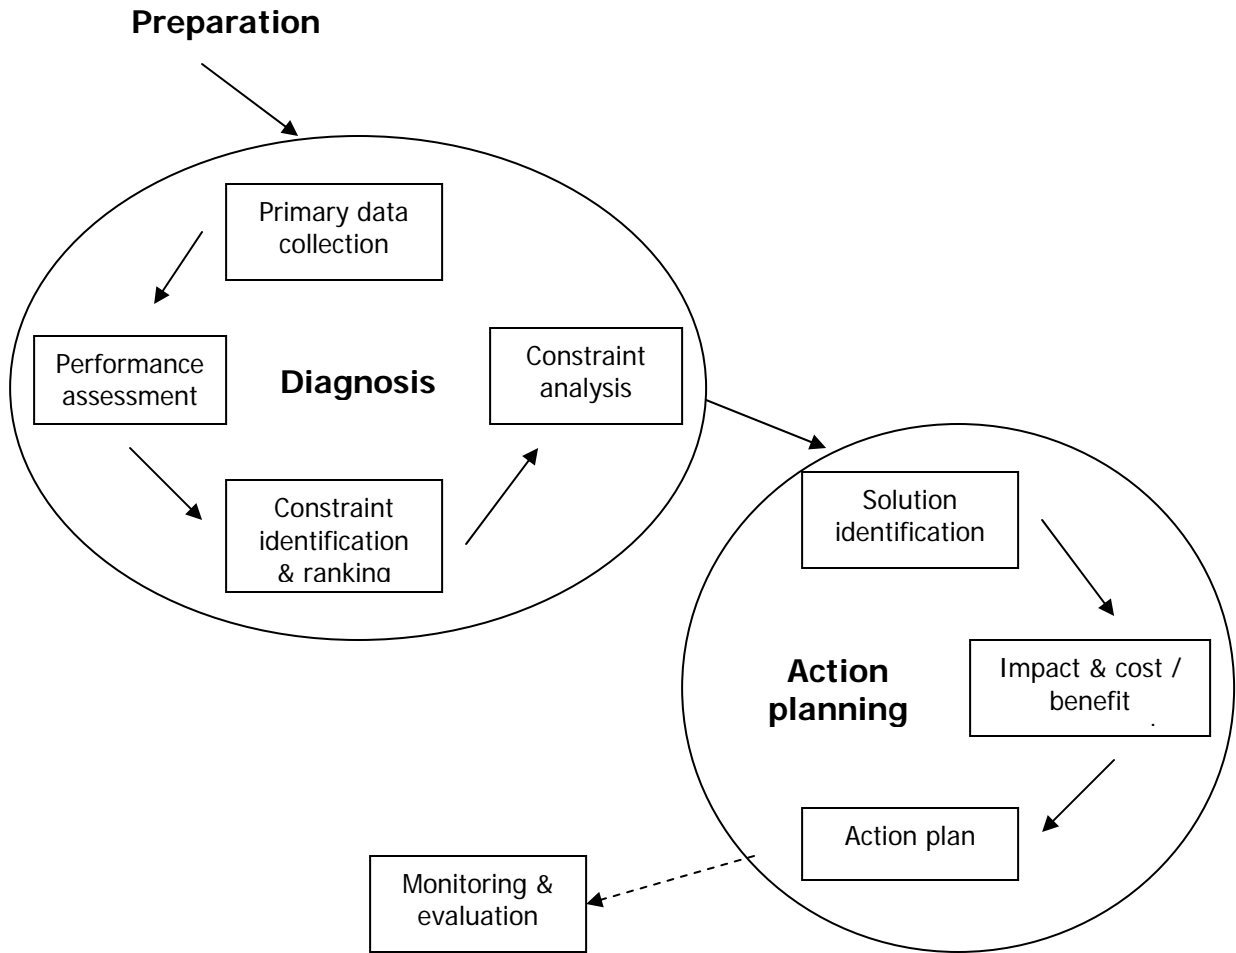 Preparation
Primary data
collection
Performance
assessment
Diagnosis
Constraint
analysis
Constraint
identification
& ranking
Solution
identification
Action
planning
Impact & cost /
benefit
Action plan
Monitoring &
evaluation